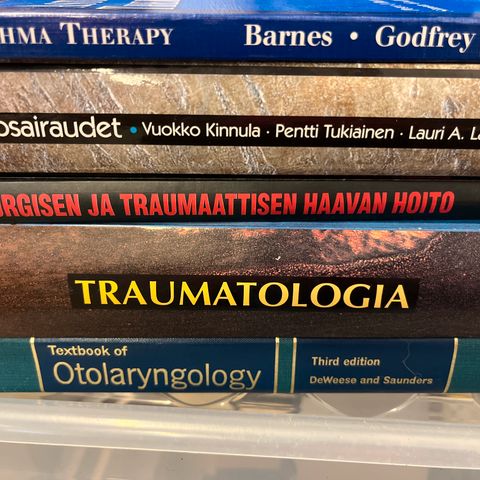 HMA THERAPY Barnes • Godfrey
osairaudet • Vuokko Kinnula · Pentti Tukiainen · Lauri A. La
RGISEN JA TRAUMAATTISEN HAAVAN HOITO
TRAUMATOLOGIA
Textbook of
Otolaryngology
Third edition
DeWeese and Saunders